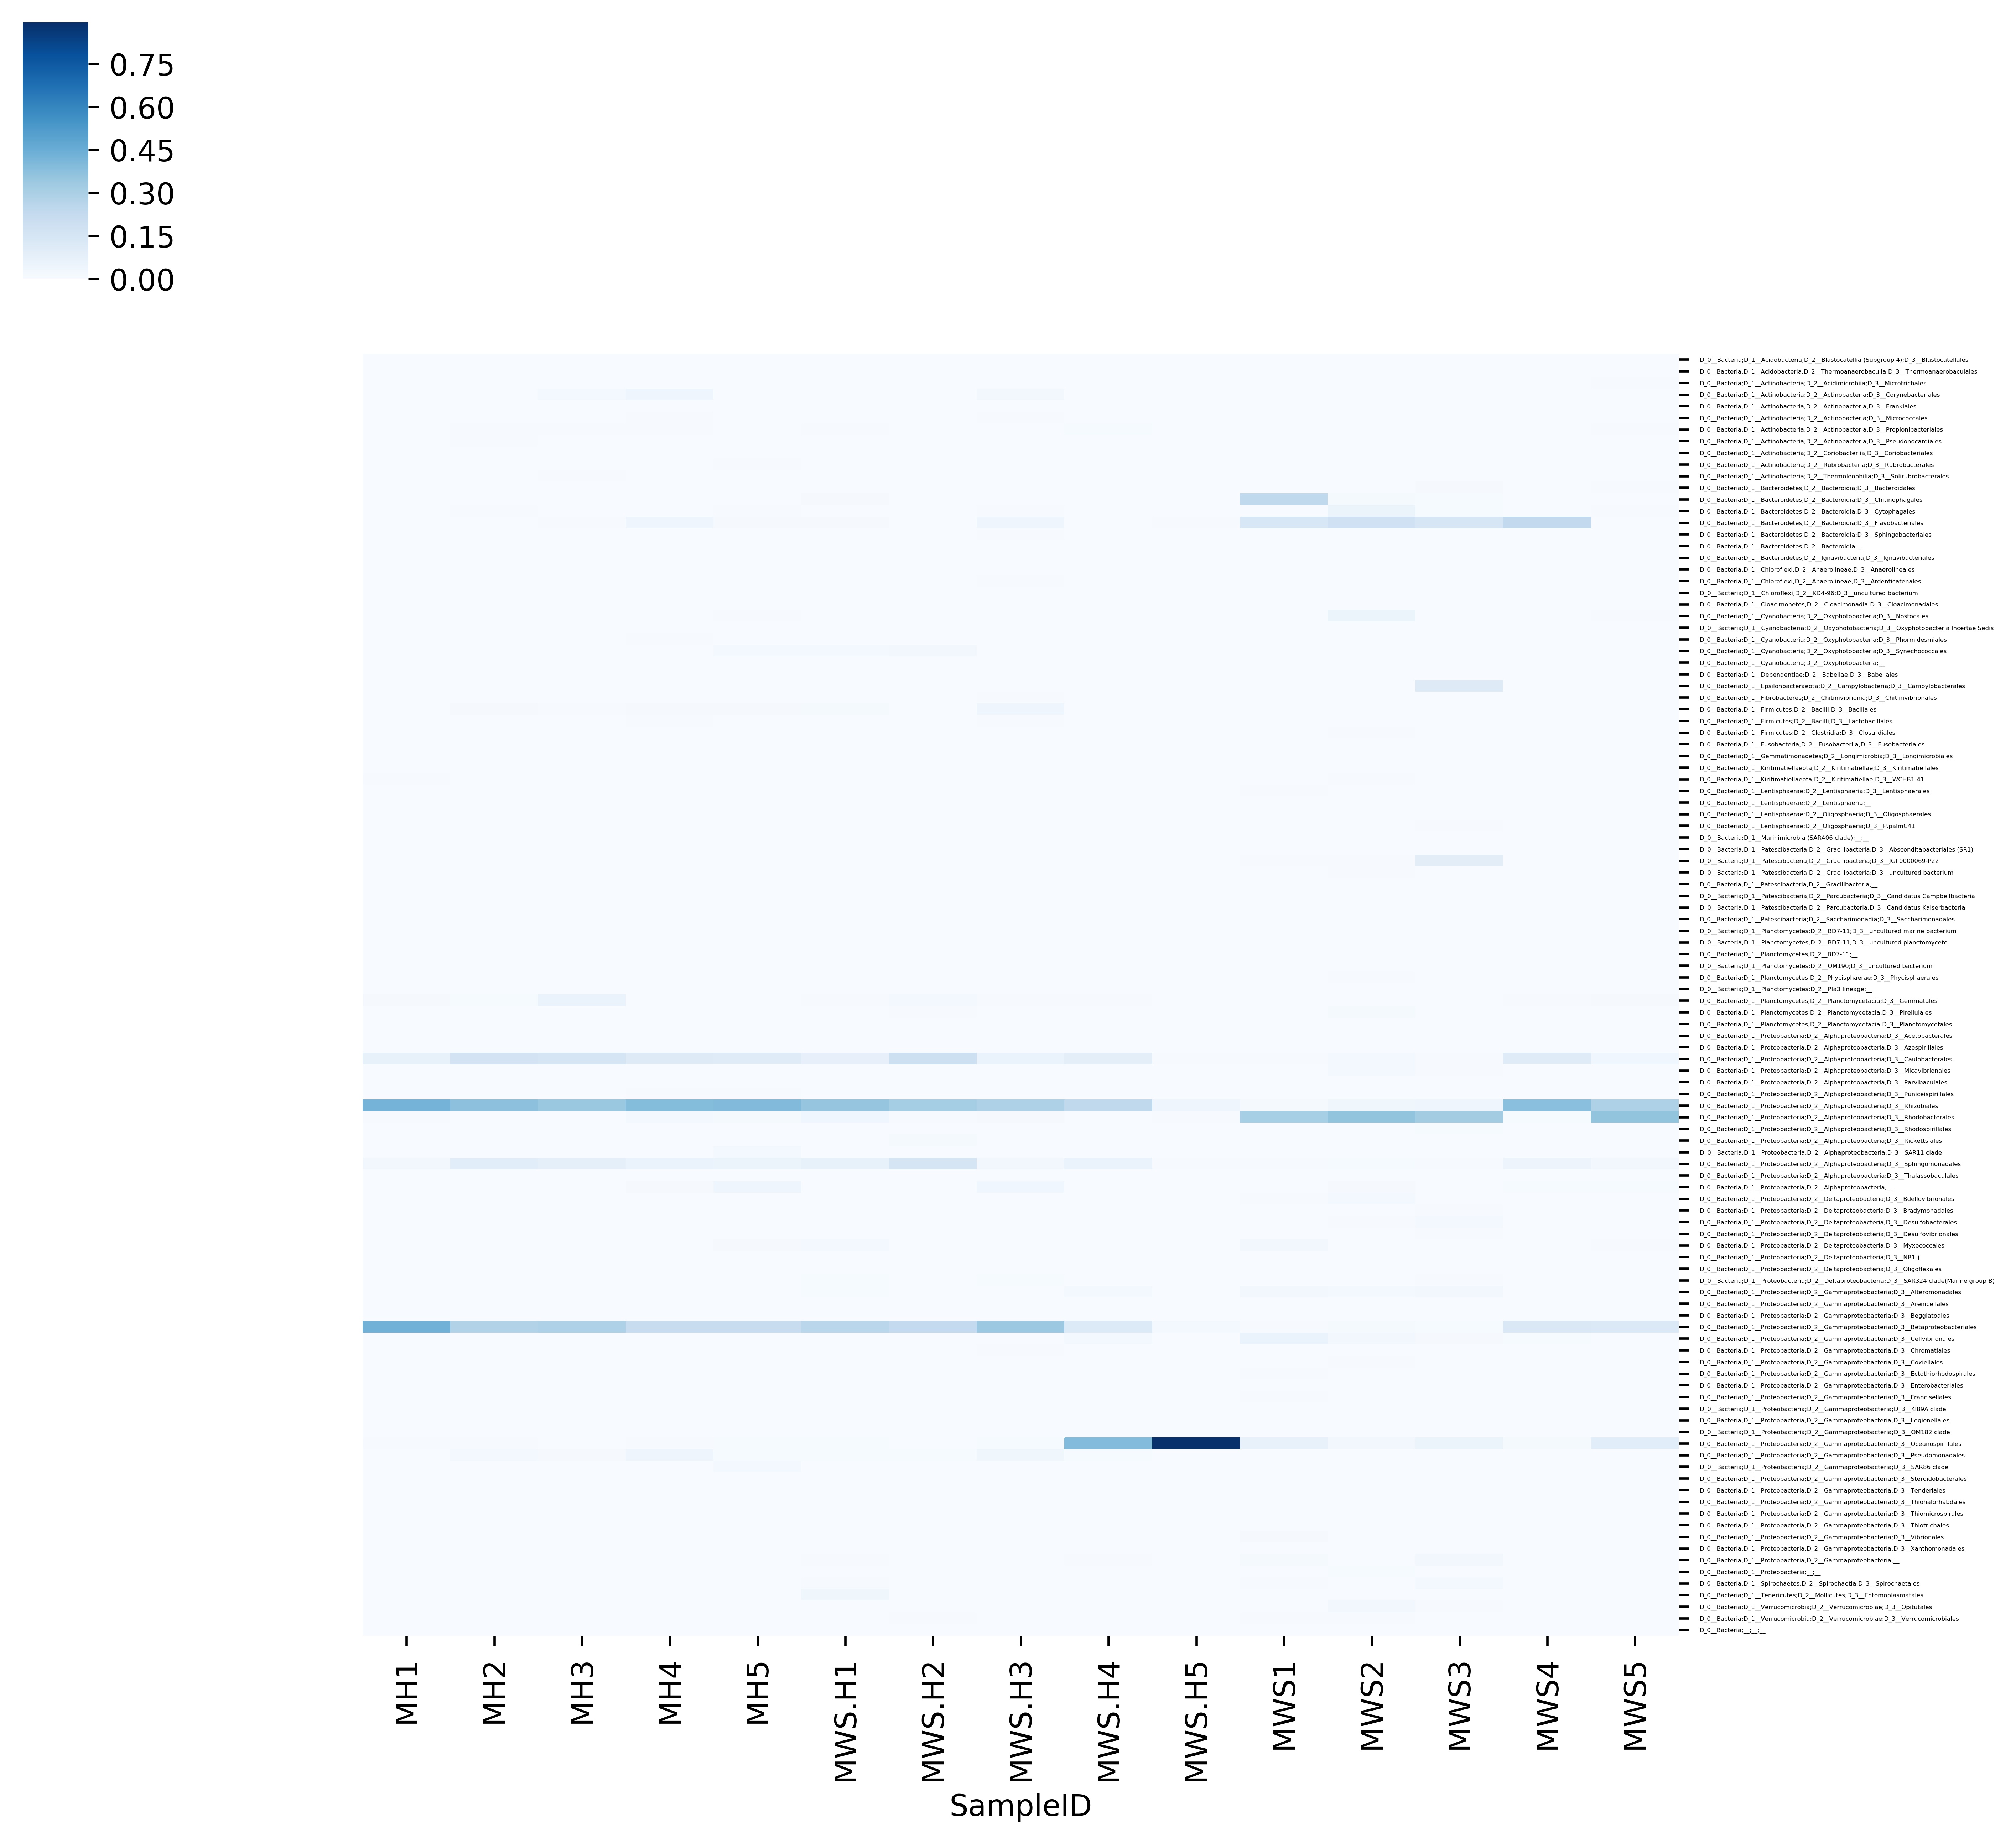 0.75
0.60
0.45
0.30
0.15
0.00
D_0__Bacteria;D_1__Acidobacteria;D_2__Blastocatellia (Subgroup 4);D_3__Blastocatellales
D_0__Bacteria;D_1__Acidobacteria;D_2__Thermoanaerobaculia;D_3__Thermoanaerobaculales
D_0__Bacteria;D_1__Actinobacteria;D_2__Acidimicrobiia;D_3__Microtrichales
D_0__Bacteria;D_1__Actinobacteria;D_2__Actinobacteria;D_3__Corynebacteriales
D_0__Bacteria;D_1__Actinobacteria;D_2__Actinobacteria;D_3__Frankiales
D_0__Bacteria;D_1__Actinobacteria;D_2__Actinobacteria;D_3__Micrococcales
D_0__Bacteria;D_1__Actinobacteria;D_2__Actinobacteria;D_3__Propionibacteriales
D_0__Bacteria;D_1__Actinobacteria;D_2__Actinobacteria;D_3__Pseudonocardiales
D_0__Bacteria;D_1__Actinobacteria;D_2__Coriobacteriia;D_3__Coriobacteriales
D_0__Bacteria;D_1__Actinobacteria;D_2__Rubrobacteria;D_3__Rubrobacterales
D_0__Bacteria;D_1__Actinobacteria;D_2__Thermoleophilia;D_3__Solirubrobacterales
D_0__Bacteria;D_1__Bacteroidetes;D_2__Bacteroidia;D_3__Bacteroidales
D_0__Bacteria;D_1__Bacteroidetes;D_2__Bacteroidia;D_3__Chitinophagales
D_0__Bacteria;D_1__Bacteroidetes;D_2__Bacteroidia;D_3__Cytophagales
D_0__Bacteria;D_1__Bacteroidetes;D_2__Bacteroidia;D_3__Flavobacteriales
D_0__Bacteria;D_1__Bacteroidetes;D_2__Bacteroidia;D_3__Sphingobacteriales
D_0__Bacteria;D_1__Bacteroidetes;D_2__Bacteroidia;__
D_0__Bacteria;D_1__Bacteroidetes;D_2__Ignavibacteria;D_3__Ignavibacteriales
D_0__Bacteria;D_1__Chloroflexi;D_2__Anaerolineae;D_3__Anaerolineales
D_0__Bacteria;D_1__Chloroflexi;D_2__Anaerolineae;D_3__Ardenticatenales
D_0__Bacteria;D_1__Chloroflexi;D_2__KD4-96;D_3__uncultured bacterium
D_0__Bacteria;D_1__Cloacimonetes;D_2__Cloacimonadia;D_3__Cloacimonadales
D_0__Bacteria;D_1__Cyanobacteria;D_2__Oxyphotobacteria;D_3__Nostocales
D_0__Bacteria;D_1__Cyanobacteria;D_2__Oxyphotobacteria;D_3__Oxyphotobacteria Incertae Sedis
D_0__Bacteria;D_1__Cyanobacteria;D_2__Oxyphotobacteria;D_3__Phormidesmiales
D_0__Bacteria;D_1__Cyanobacteria;D_2__Oxyphotobacteria;D_3__Synechococcales
D_0__Bacteria;D_1__Cyanobacteria;D_2__Oxyphotobacteria;__
D_0__Bacteria;D_1__Dependentiae;D_2__Babeliae;D_3__Babeliales
D_0__Bacteria;D_1__Epsilonbacteraeota;D_2__Campylobacteria;D_3__Campylobacterales
D_0__Bacteria;D_1__Fibrobacteres;D_2__Chitinivibrionia;D_3__Chitinivibrionales
D_0__Bacteria;D_1__Firmicutes;D_2__Bacilli;D_3__Bacillales
D_0__Bacteria;D_1__Firmicutes;D_2__Bacilli;D_3__Lactobacillales
D_0__Bacteria;D_1__Firmicutes;D_2__Clostridia;D_3__Clostridiales
D_0__Bacteria;D_1__Fusobacteria;D_2__Fusobacteriia;D_3__Fusobacteriales
D_0__Bacteria;D_1__Gemmatimonadetes;D_2__Longimicrobia;D_3__Longimicrobiales
D_0__Bacteria;D_1__Kiritimatiellaeota;D_2__Kiritimatiellae;D_3__Kiritimatiellales
D_0__Bacteria;D_1__Kiritimatiellaeota;D_2__Kiritimatiellae;D_3__WCHB1-41
D_0__Bacteria;D_1__Lentisphaerae;D_2__Lentisphaeria;D_3__Lentisphaerales
D_0__Bacteria;D_1__Lentisphaerae;D_2__Lentisphaeria;__
D_0__Bacteria;D_1__Lentisphaerae;D_2__Oligosphaeria;D_3__Oligosphaerales
D_0__Bacteria;D_1__Lentisphaerae;D_2__Oligosphaeria;D_3__P.palmC41
D_0__Bacteria;D_1__Marinimicrobia (SAR406 clade);__;__
D_0__Bacteria;D_1__Patescibacteria;D_2__Gracilibacteria;D_3__Absconditabacteriales (SR1)
D_0__Bacteria;D_1__Patescibacteria;D_2__Gracilibacteria;D_3__JGI 0000069-P22
D_0__Bacteria;D_1__Patescibacteria;D_2__Gracilibacteria;D_3__uncultured bacterium
D_0__Bacteria;D_1__Patescibacteria;D_2__Gracilibacteria;__
D_0__Bacteria;D_1__Patescibacteria;D_2__Parcubacteria;D_3__Candidatus Campbellbacteria
D_0__Bacteria;D_1__Patescibacteria;D_2__Parcubacteria;D_3__Candidatus Kaiserbacteria
D_0__Bacteria;D_1__Patescibacteria;D_2__Saccharimonadia;D_3__Saccharimonadales
D_0__Bacteria;D_1__Planctomycetes;D_2__BD7-11;D_3__uncultured marine bacterium
D_0__Bacteria;D_1__Planctomycetes;D_2__BD7-11;D_3__uncultured planctomycete
D_0__Bacteria;D_1__Planctomycetes;D_2__BD7-11;__
D_0__Bacteria;D_1__Planctomycetes;D_2__OM190;D_3__uncultured bacterium
D_0__Bacteria;D_1__Planctomycetes;D_2__Phycisphaerae;D_3__Phycisphaerales
D_0__Bacteria;D_1__Planctomycetes;D_2__Pla3 lineage;__
D_0__Bacteria;D_1__Planctomycetes;D_2__Planctomycetacia;D_3__Gemmatales
D_0__Bacteria;D_1__Planctomycetes;D_2__Planctomycetacia;D_3__Pirellulales
D_0__Bacteria;D_1__Planctomycetes;D_2__Planctomycetacia;D_3__Planctomycetales
D_0__Bacteria;D_1__Proteobacteria;D_2__Alphaproteobacteria;D_3__Acetobacterales
D_0__Bacteria;D_1__Proteobacteria;D_2__Alphaproteobacteria;D_3__Azospirillales
D_0__Bacteria;D_1__Proteobacteria;D_2__Alphaproteobacteria;D_3__Caulobacterales
D_0__Bacteria;D_1__Proteobacteria;D_2__Alphaproteobacteria;D_3__Micavibrionales
D_0__Bacteria;D_1__Proteobacteria;D_2__Alphaproteobacteria;D_3__Parvibaculales
D_0__Bacteria;D_1__Proteobacteria;D_2__Alphaproteobacteria;D_3__Puniceispirillales
D_0__Bacteria;D_1__Proteobacteria;D_2__Alphaproteobacteria;D_3__Rhizobiales
D_0__Bacteria;D_1__Proteobacteria;D_2__Alphaproteobacteria;D_3__Rhodobacterales
D_0__Bacteria;D_1__Proteobacteria;D_2__Alphaproteobacteria;D_3__Rhodospirillales
D_0__Bacteria;D_1__Proteobacteria;D_2__Alphaproteobacteria;D_3__Rickettsiales
D_0__Bacteria;D_1__Proteobacteria;D_2__Alphaproteobacteria;D_3__SAR11 clade
D_0__Bacteria;D_1__Proteobacteria;D_2__Alphaproteobacteria;D_3__Sphingomonadales
D_0__Bacteria;D_1__Proteobacteria;D_2__Alphaproteobacteria;D_3__Thalassobaculales
D_0__Bacteria;D_1__Proteobacteria;D_2__Alphaproteobacteria;__
D_0__Bacteria;D_1__Proteobacteria;D_2__Deltaproteobacteria;D_3__Bdellovibrionales
D_0__Bacteria;D_1__Proteobacteria;D_2__Deltaproteobacteria;D_3__Bradymonadales
D_0__Bacteria;D_1__Proteobacteria;D_2__Deltaproteobacteria;D_3__Desulfobacterales
D_0__Bacteria;D_1__Proteobacteria;D_2__Deltaproteobacteria;D_3__Desulfovibrionales
D_0__Bacteria;D_1__Proteobacteria;D_2__Deltaproteobacteria;D_3__Myxococcales
D_0__Bacteria;D_1__Proteobacteria;D_2__Deltaproteobacteria;D_3__NB1-j
D_0__Bacteria;D_1__Proteobacteria;D_2__Deltaproteobacteria;D_3__Oligoflexales
D_0__Bacteria;D_1__Proteobacteria;D_2__Deltaproteobacteria;D_3__SAR324 clade(Marine group B)
D_0__Bacteria;D_1__Proteobacteria;D_2__Gammaproteobacteria;D_3__Alteromonadales
D_0__Bacteria;D_1__Proteobacteria;D_2__Gammaproteobacteria;D_3__Arenicellales
D_0__Bacteria;D_1__Proteobacteria;D_2__Gammaproteobacteria;D_3__Beggiatoales
D_0__Bacteria;D_1__Proteobacteria;D_2__Gammaproteobacteria;D_3__Betaproteobacteriales
D_0__Bacteria;D_1__Proteobacteria;D_2__Gammaproteobacteria;D_3__Cellvibrionales
D_0__Bacteria;D_1__Proteobacteria;D_2__Gammaproteobacteria;D_3__Chromatiales
D_0__Bacteria;D_1__Proteobacteria;D_2__Gammaproteobacteria;D_3__Coxiellales
D_0__Bacteria;D_1__Proteobacteria;D_2__Gammaproteobacteria;D_3__Ectothiorhodospirales
D_0__Bacteria;D_1__Proteobacteria;D_2__Gammaproteobacteria;D_3__Enterobacteriales
D_0__Bacteria;D_1__Proteobacteria;D_2__Gammaproteobacteria;D_3__Francisellales
D_0__Bacteria;D_1__Proteobacteria;D_2__Gammaproteobacteria;D_3__KI89A clade
D_0__Bacteria;D_1__Proteobacteria;D_2__Gammaproteobacteria;D_3__Legionellales
D_0__Bacteria;D_1__Proteobacteria;D_2__Gammaproteobacteria;D_3__OM182 clade
D_0__Bacteria;D_1__Proteobacteria;D_2__Gammaproteobacteria;D_3__Oceanospirillales
D_0__Bacteria;D_1__Proteobacteria;D_2__Gammaproteobacteria;D_3__Pseudomonadales
D_0__Bacteria;D_1__Proteobacteria;D_2__Gammaproteobacteria;D_3__SAR86 clade
D_0__Bacteria;D_1__Proteobacteria;D_2__Gammaproteobacteria;D_3__Steroidobacterales
D_0__Bacteria;D_1__Proteobacteria;D_2__Gammaproteobacteria;D_3__Tenderiales
D_0__Bacteria;D_1__Proteobacteria;D_2__Gammaproteobacteria;D_3__Thiohalorhabdales
D_0__Bacteria;D_1__Proteobacteria;D_2__Gammaproteobacteria;D_3__Thiomicrospirales
D_0__Bacteria;D_1__Proteobacteria;D_2__Gammaproteobacteria;D_3__Thiotrichales
D_0__Bacteria;D_1__Proteobacteria;D_2__Gammaproteobacteria;D_3__Vibrionales
D_0__Bacteria;D_1__Proteobacteria;D_2__Gammaproteobacteria;D_3__Xanthomonadales
D_0__Bacteria;D_1__Proteobacteria;D_2__Gammaproteobacteria;__
D_0__Bacteria;D_1__Proteobacteria;__;__
D_0__Bacteria;D_1__Spirochaetes;D_2__Spirochaetia;D_3__Spirochaetales
D_0__Bacteria;D_1__Tenericutes;D_2__Mollicutes;D_3__Entomoplasmatales
D_0__Bacteria;D_1__Verrucomicrobia;D_2__Verrucomicrobiae;D_3__Opitutales
D_0__Bacteria;D_1__Verrucomicrobia;D_2__Verrucomicrobiae;D_3__Verrucomicrobiales
D_0__Bacteria;__;__;__
MH1
MH2
MH3
MH4
MH5
MWS.H1
MWS.H2
MWS.H3
MWS.H4
MWS.H5
MWS1
MWS2
MWS3
MWS4
MWS5
SampleID